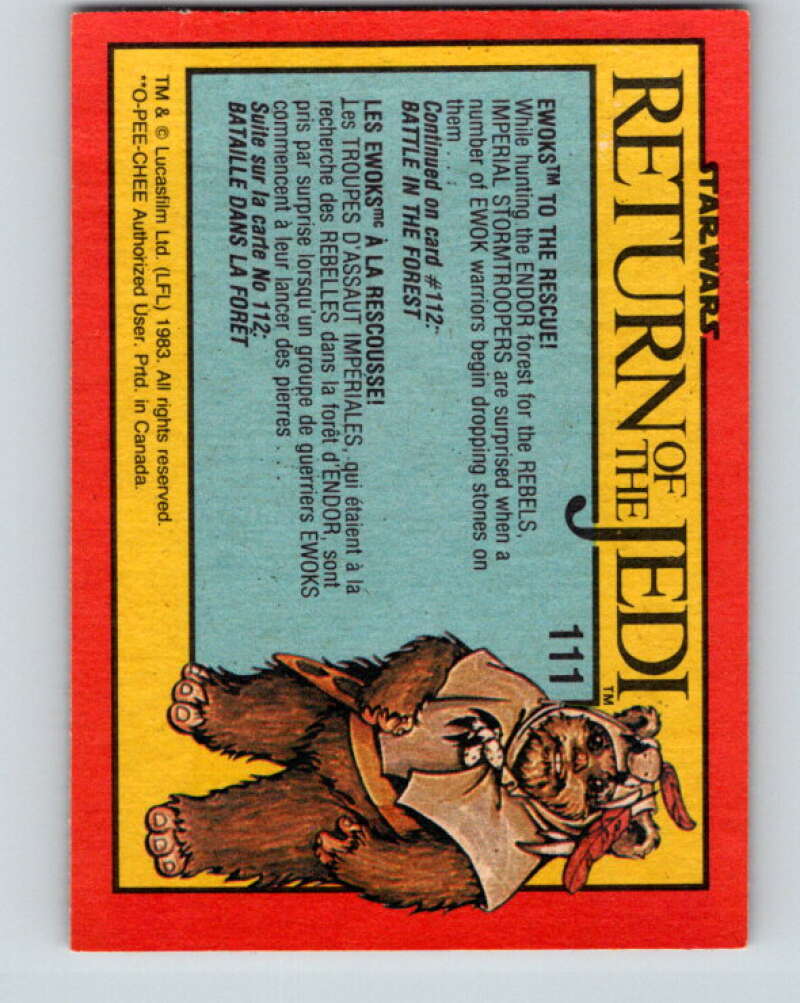 STAR WARS
RETURN OF THE JEDI™
111
EWOKS™ TO THE RESCUE!
While hunting the ENDOR forest for the REBELS,
IMPERIAL STORMTROOPERS are surprised when a
number of EWOK warriors begin dropping stones on
them . . .
Continued on card #112:
BATTLE IN THE FOREST
LES EWOKSmc À LA RESCOUSSE!
Les TROUPES D'ASSAUT IMPÉRIALES, qui étaient à la
recherche des REBELLES dans la forêt d'ENDOR, sont
pris par surprise lorsqu'un groupe de guerriers EWOKS
commencent à leur lancer des pierres . . .
Suite sur la carte No 112:
BATAILLE DANS LA FORÊT
TM & © Lucasfilm Ltd. (LFL) 1983. All rights reserved.
**O-PEE-CHEE Authorized User. Prtd. in Canada.